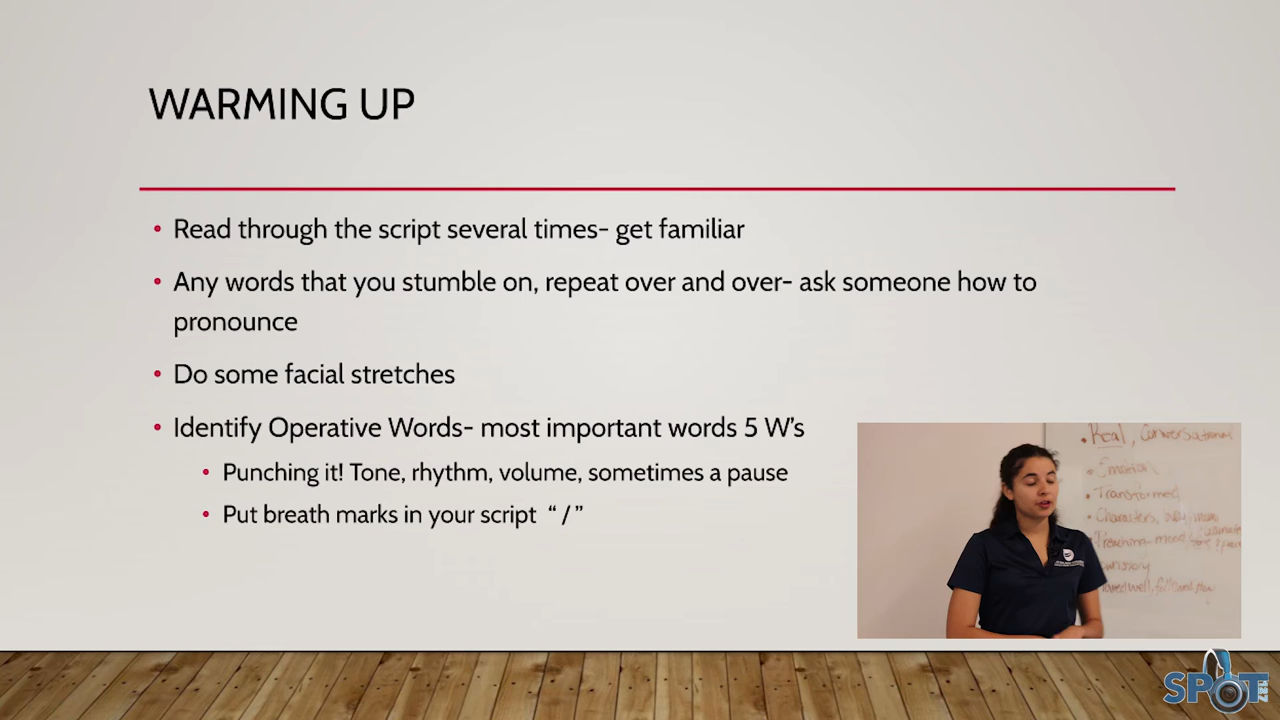 WARMING UP
• Read through the script several times- get familiar
• Any words that you stumble on, repeat over and over- ask someone how to
pronounce
• Do some facial stretches
• Identify Operative Words- most important words 5 W's
• Punching it! Tone, rhythm, volume, sometimes a pause
• Put breath marks in your script “ / ”
• Real, Conversational
• Emotion
• Transformed
• Characters,
SPOT